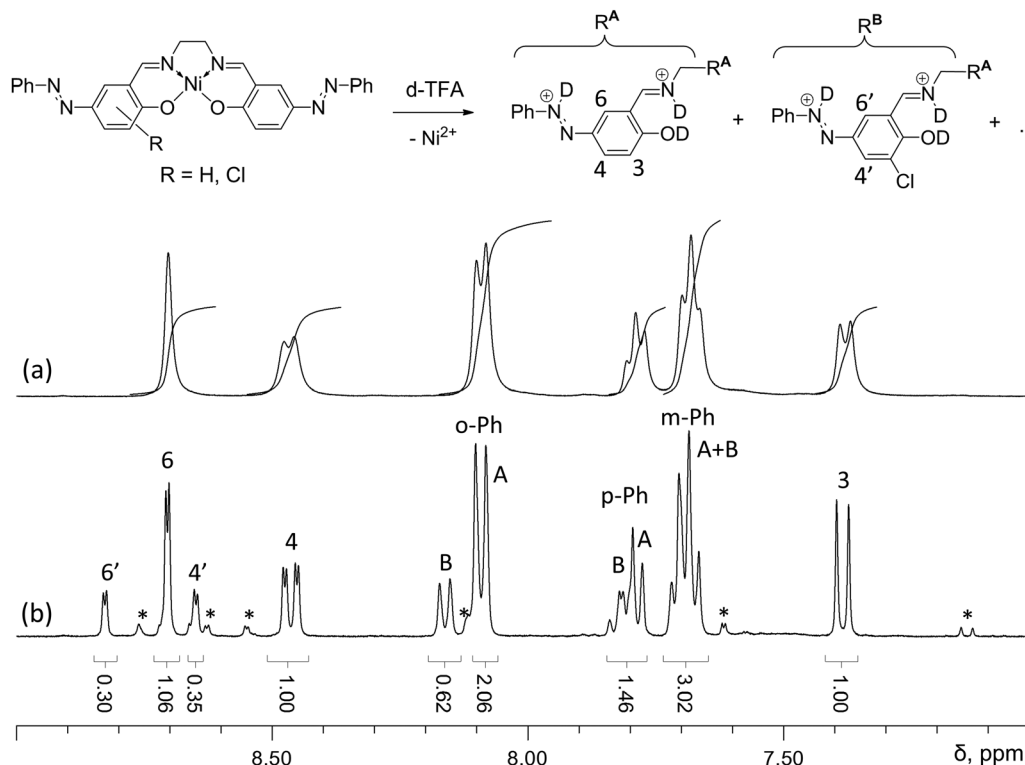 R^A
R^B
N
N
Ni
O
O
Ph
N
N
N
N
Ph
R
R = H, Cl
d-TFA
- Ni2+
D
Ph
N
N
⊕
6
4
3
OD
N
⊕
D
R^A
+
D
Ph
N
N
⊕
6’
4’
Cl
OD
N
⊕
D
R^A
+ .
(a)
(b)
6’
*
6
4’
*
*
4
B
*
o-Ph
A
p-Ph
B
A
m-Ph
A+B
*
3
*
0.30
1.06
0.35
1.00
0.62
2.06
1.46
3.02
1.00
8.50
8.00
7.50
δ, ppm